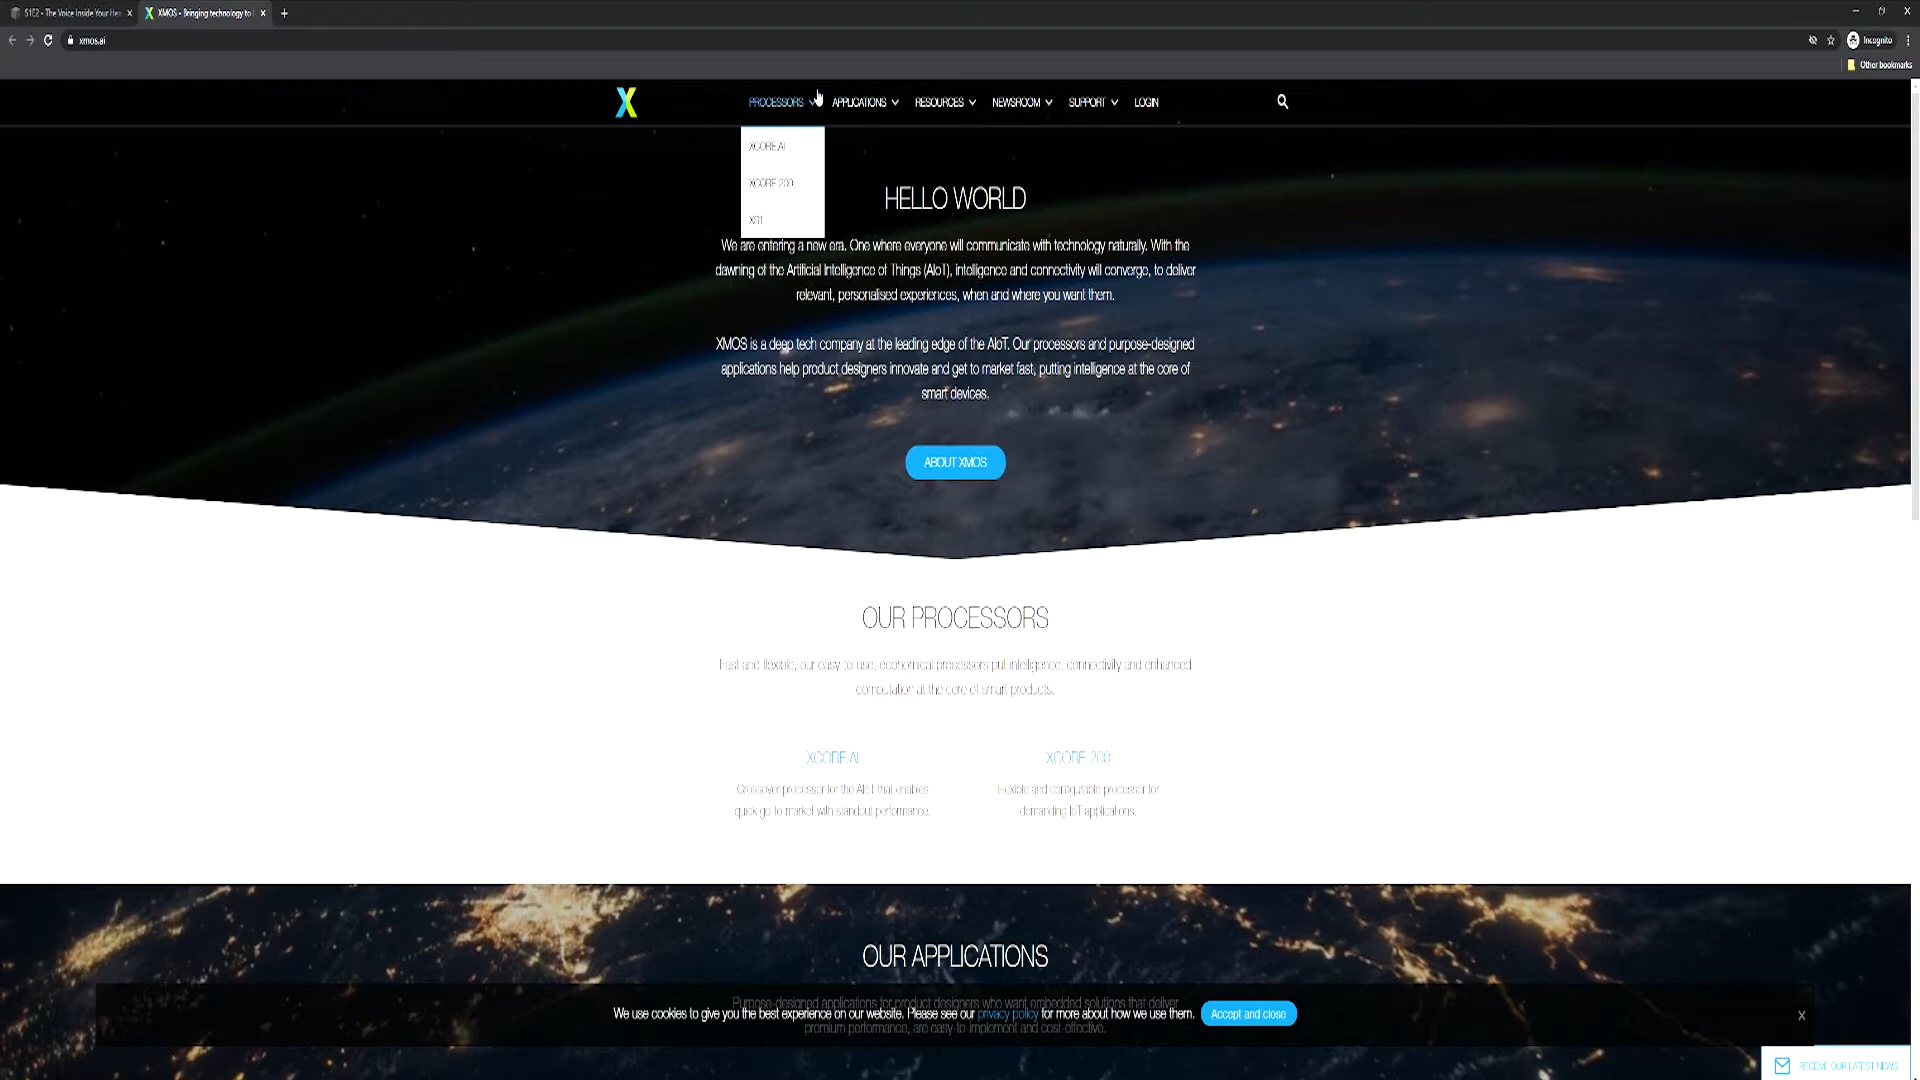 S1E2 - The Voice Inside Your He
XMOS - Bringing technology to l
xmos.ai
Incognito
Other bookmarks
PROCESSORS
APPLICATIONS
RESOURCES
NEWSROOM
SUPPORT
LOGIN
XCORE.AI
XCORE 200
XS1
HELLO WORLD
We are entering a new era. One where everyone will communicate with technology naturally. With the
dawning of the Artificial Intelligence of Things (AIoT), intelligence and connectivity will converge, to deliver
relevant, personalised experiences, when and where you want them.
XMOS is a deep tech company at the leading edge of the AIoT. Our processors and purpose-designed
applications help product designers innovate and get to market fast, putting intelligence at the core of
smart devices.
ABOUT XMOS
OUR PROCESSORS
Fast and flexible, our easy to use, economical processors put intelligence, connectivity and enhanced
computation at the core of smart products.
XCORE.AI
Crossover processor for the AIoT that enables
quick go-to-market with standout performance.
XCORE 200
Flexible and configurable processor for
demanding IoT applications.
OUR APPLICATIONS
Purpose-designed applications for product designers who want embedded solutions that deliver
premium performance, are easy-to-implement and cost-effective.
We use cookies to give you the best experience on our website. Please see our privacy policy for more about how we use them.
Accept and close
X
RECEIVE OUR LATEST NEWS